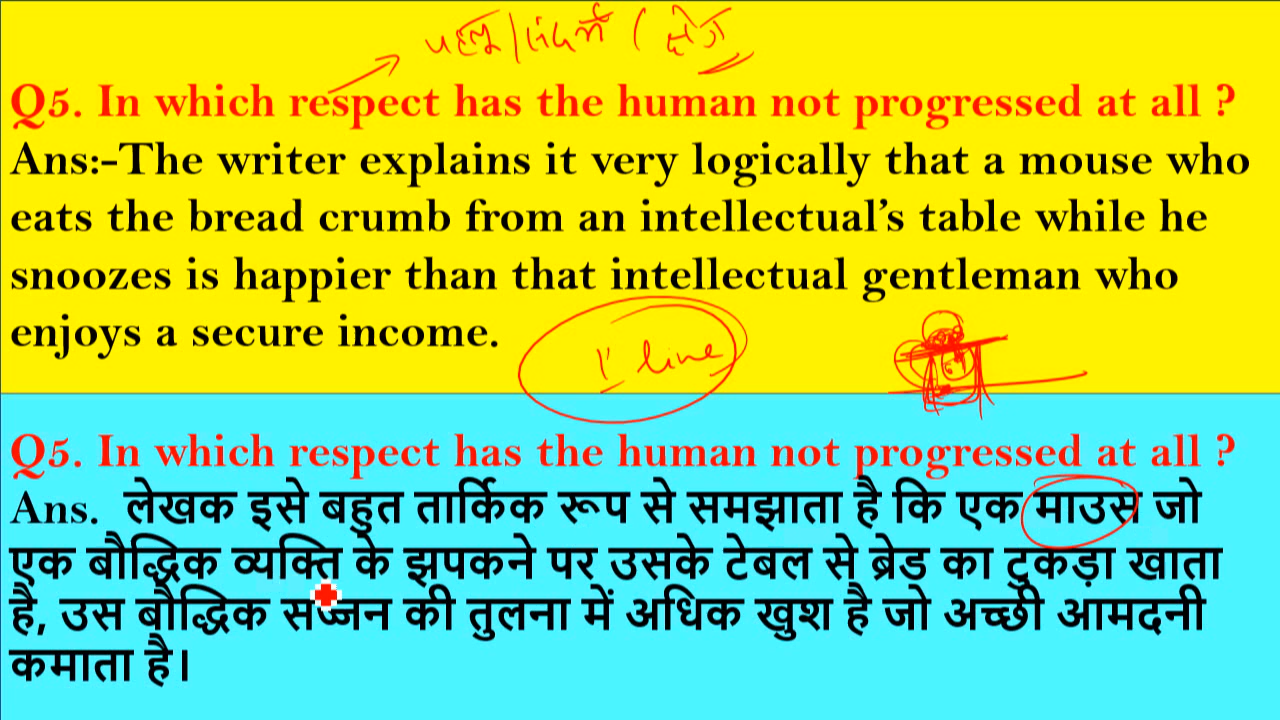 पहलू / संदर्भ ( क्षेत्र
Q5. In which respect has the human not progressed at all ?
Ans:-The writer explains it very logically that a mouse who
eats the bread crumb from an intellectual’s table while he
snoozes is happier than that intellectual gentleman who
enjoys a secure income.
1' line
Q5. In which respect has the human not progressed at all ?
Ans. लेखक इसे बहुत तार्किक रूप से समझाता है कि एक माउस जो
एक बौद्धिक व्यक्ति के झपकने पर उसके टेबल से ब्रेड का टुकड़ा खाता
है, उस बौद्धिक सज्जन की तुलना में अधिक खुश है जो अच्छी आमदनी
कमाता है।